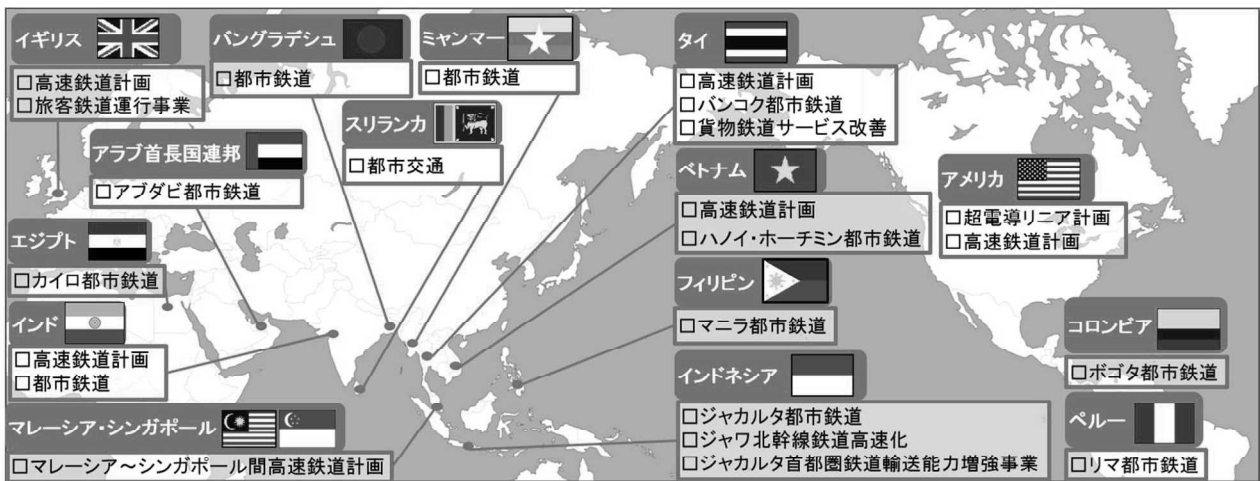 イギリス
□高速鉄道計画
□旅客鉄道運行事業
バングラデシュ
□都市鉄道
ミャンマー
□都市鉄道
タイ
□高速鉄道計画
□バンコク都市鉄道
□貨物鉄道サービス改善
スリランカ
□都市交通
アラブ首長国連邦
□アブダビ都市鉄道
ベトナム
□高速鉄道計画
□ハノイ・ホーチミン都市鉄道
アメリカ
□超電導リニア計画
□高速鉄道計画
エジプト
□カイロ都市鉄道
フィリピン
□マニラ都市鉄道
インド
□高速鉄道計画
□都市鉄道
コロンビア
□ボゴタ都市鉄道
インドネシア
□ジャカルタ都市鉄道
□ジャワ北幹線鉄道高速化
□ジャカルタ首都圏鉄道輸送能力増強事業
マレーシア・シンガポール
□マレーシア～シンガポール間高速鉄道計画
ペルー
□リマ都市鉄道